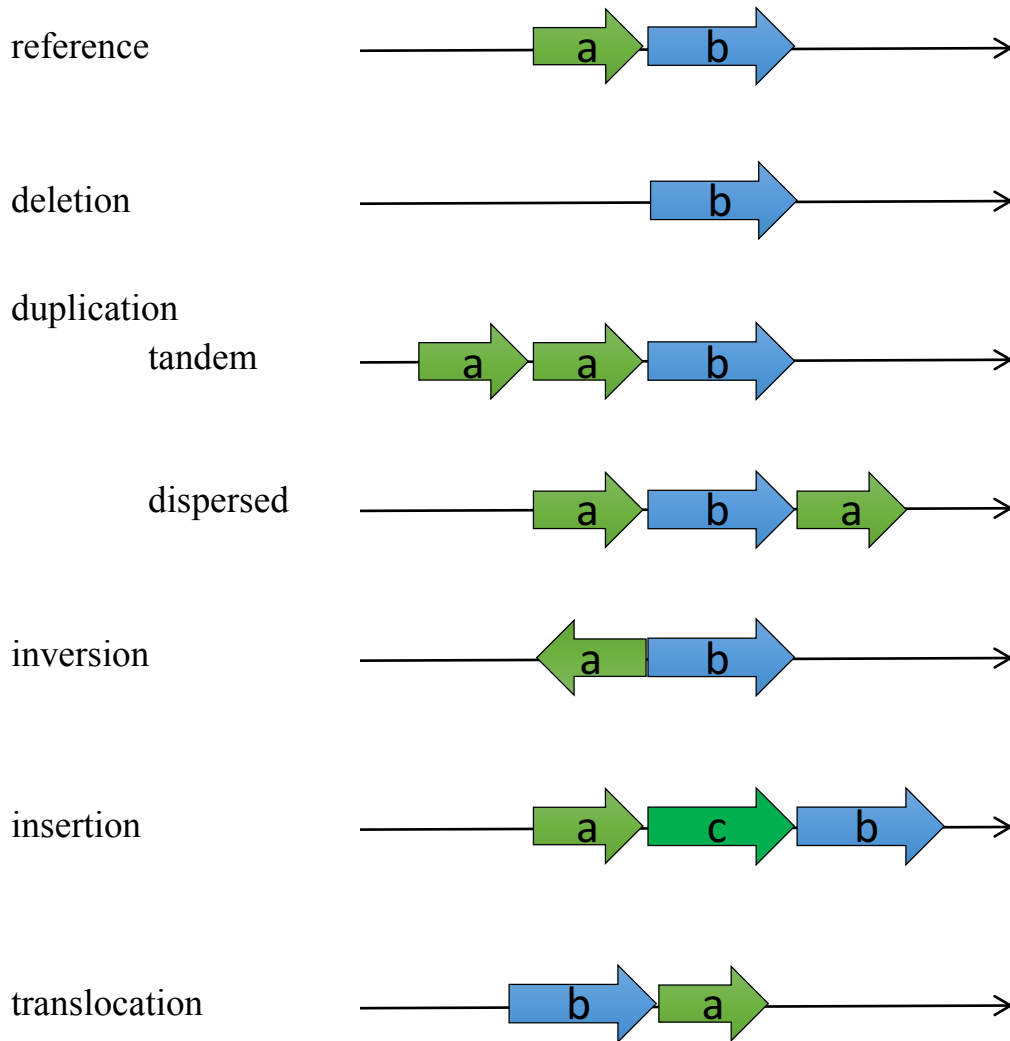 reference a b
deletion b
duplication
tandem a a b
dispersed a b a
inversion a b
insertion a c b
translocation b a